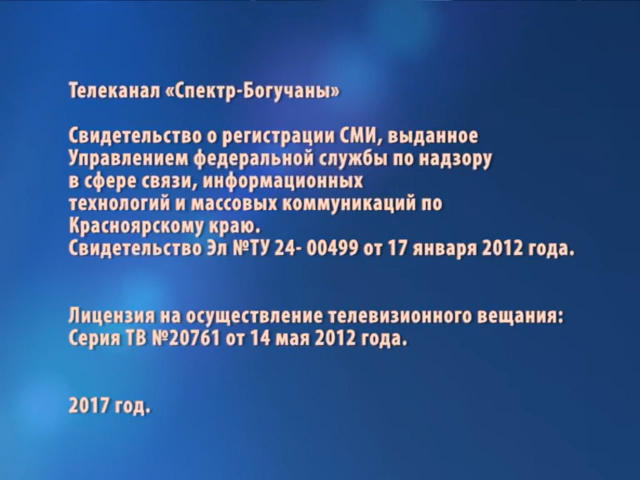 Телеканал «Спектр-Богучаны»
Свидетельство о регистрации СМИ, выданное
Управлением федеральной службы по надзору
в сфере связи, информационных
технологий и массовых коммуникаций по
Красноярскому краю.
Свидетельство Эл №ТУ 24- 00499 от 17 января 2012 года.
Лицензия на осуществление телевизионного вещания:
Серия ТВ №20761 от 14 мая 2012 года.
2017 год.